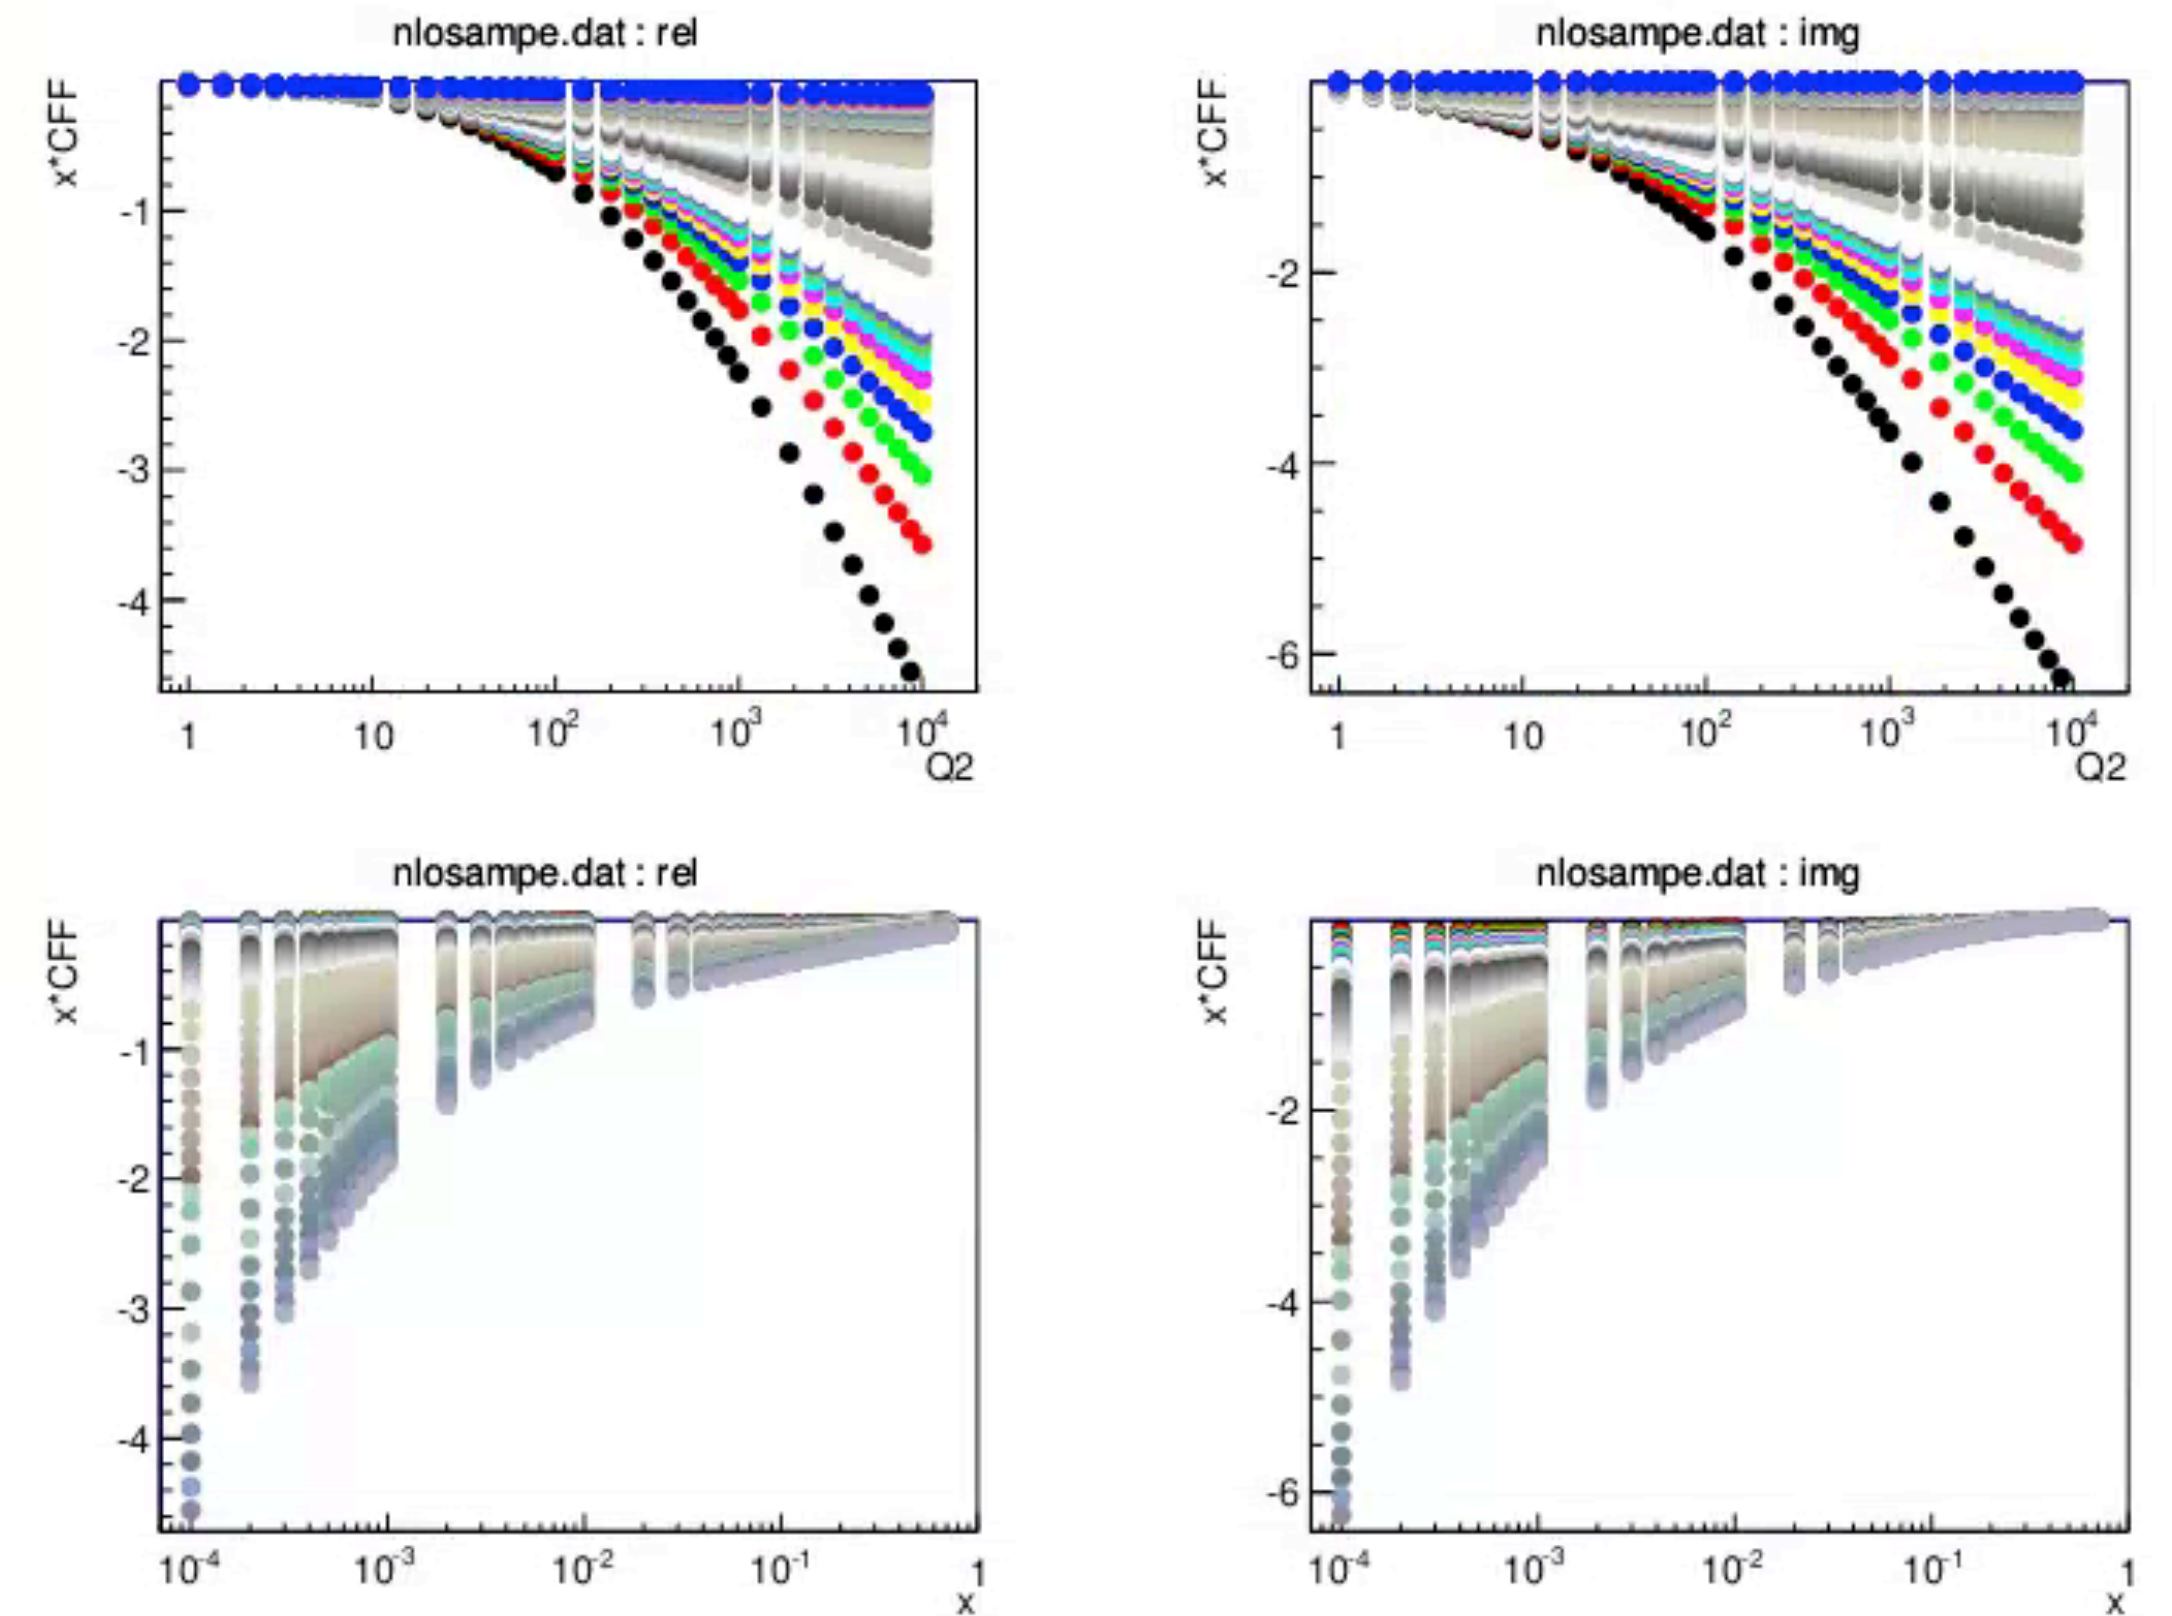 nlosampe.dat : rel
x*CFF
-1
-2
-3
-4
1 10 10² 10³ 10⁴
Q2
nlosampe.dat : img
x*CFF
-2
-4
-6
1 10 10² 10³ 10⁴
Q2
nlosampe.dat : rel
x*CFF
-1
-2
-3
-4
10⁻⁴ 10⁻³ 10⁻² 10⁻¹ 1
x
nlosampe.dat : img
x*CFF
-2
-4
-6
10⁻⁴ 10⁻³ 10⁻² 10⁻¹ 1
x